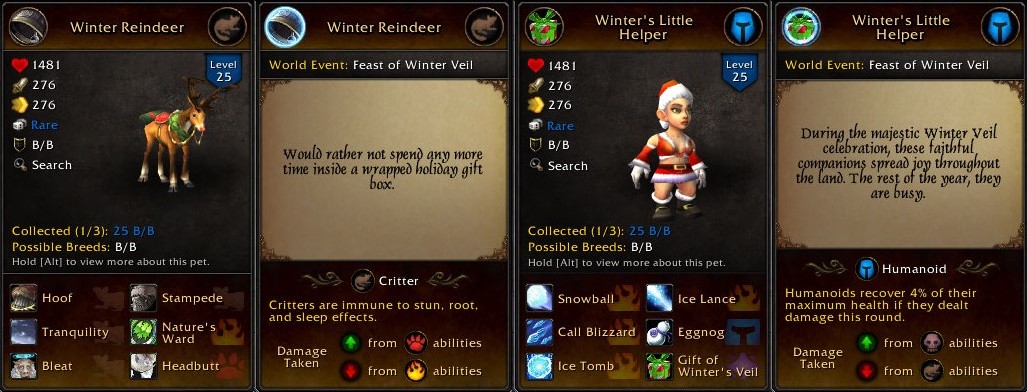 Winter Reindeer
1481
276
276
Rare
B/B
Search
Level
25
Collected (1/3): 25 B/B
Possible Breeds: B/B
Hold [Alt] to view more about this pet.
Hoof
Stampede
Tranquility
Nature's
Ward
Bleat
Headbutt
Winter Reindeer
World Event: Feast of Winter Veil
Would rather not spend any more
time inside a wrapped holiday gift
box.
Critter
Critters are immune to stun, root,
and sleep effects.
Damage
Taken
from abilities
from abilities
Winter's Little
Helper
1481
276
276
Rare
B/B
Search
Level
25
Collected (1/3): 25 B/B
Possible Breeds: B/B
Hold [Alt] to view more about this pet.
Snowball
Ice Lance
Call Blizzard
Eggnog
Ice Tomb
Gift of
Winter's Veil
Winter's Little
Helper
World Event: Feast of Winter Veil
During the majestic Winter Veil
celebration, these faithful
companions spread joy throughout
the land. The rest of the year, they
are busy.
Humanoid
Humanoids recover 4% of their
maximum health if they dealt
damage this round.
Damage
Taken
from abilities
from abilities